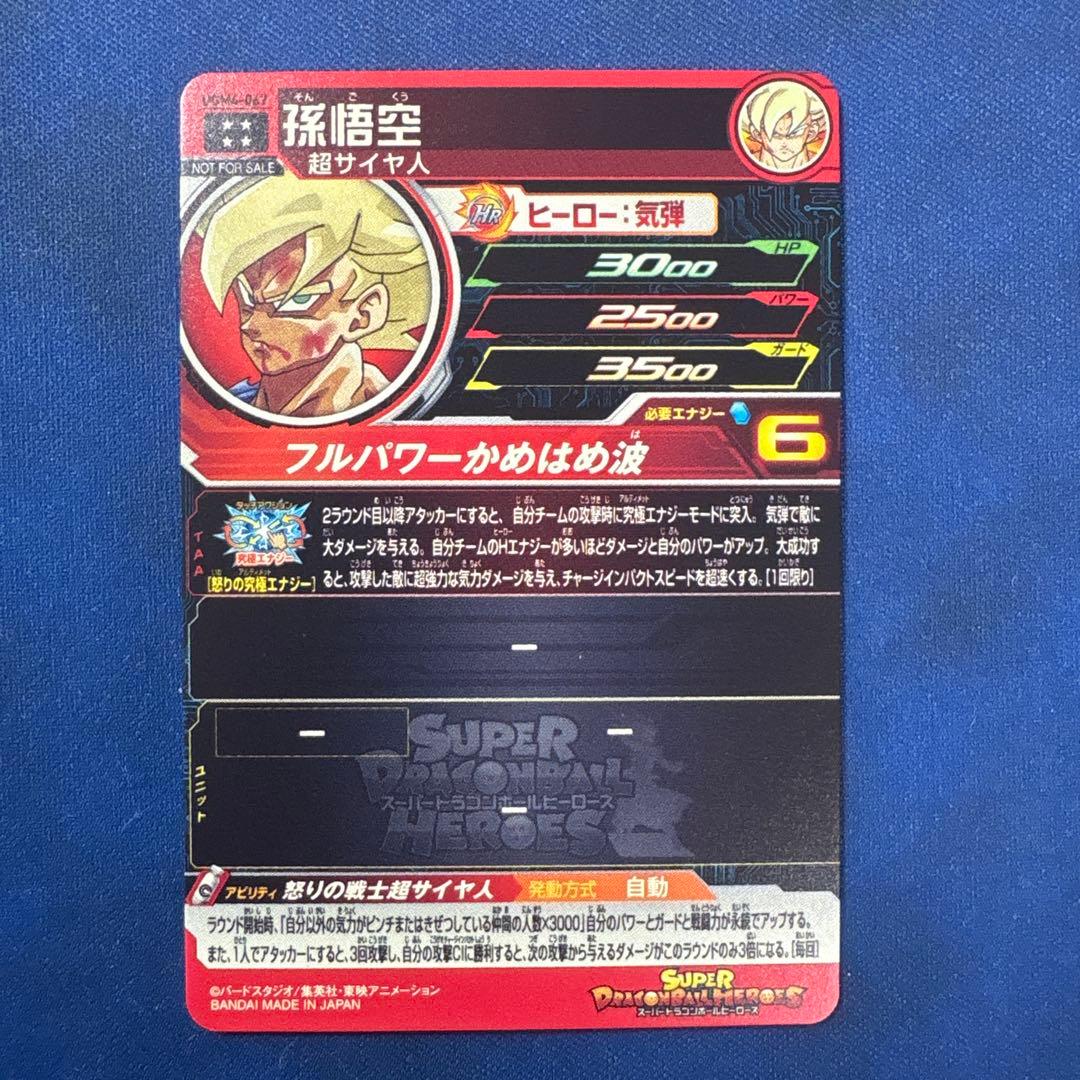 UGM4-067
孫悟空
そんごくう
NOT FOR SALE
超サイヤ人
HR ヒーロー:気弾
HP
3000
パワー
2500
ガード
3500
必要エナジー 6
フルパワーかめはめ波
TAA
タッチアクション
究極エナジー
[怒りの究極エナジー]
2ラウンド目以降アタッカーにすると、自分チームの攻撃時に究極エナジーモードに突入。気弾で敵に
大ダメージを与える。自分チームのHエナジーが多いほどダメージと自分のパワーがアップ。大成功す
ると、攻撃した敵に超強力な気力ダメージを与え、チャージインパクトスピードを超速くする。[1回限り]
ー
ユニット
ー ー
ー
SUPER
DRAGONBALL
スーパードラゴンボールヒーローズ
HEROES
アビリティ 怒りの戦士超サイヤ人 発動方式 自動
ラウンド開始時、「自分以外の気力がピンチまたはきぜつしている仲間の人数×3000」自分のパワーとガードと戦闘力が永続でアップする。
また、1人でアタッカーにすると、3回攻撃し、自分の攻撃CIに勝利すると、次の攻撃から与えるダメージがこのラウンドのみ3倍になる。[毎回]
©バードスタジオ/集英社・東映アニメーション
BANDAI MADE IN JAPAN
SUPER
DRAGONBALL HEROES
スーパードラゴンボールヒーローズ